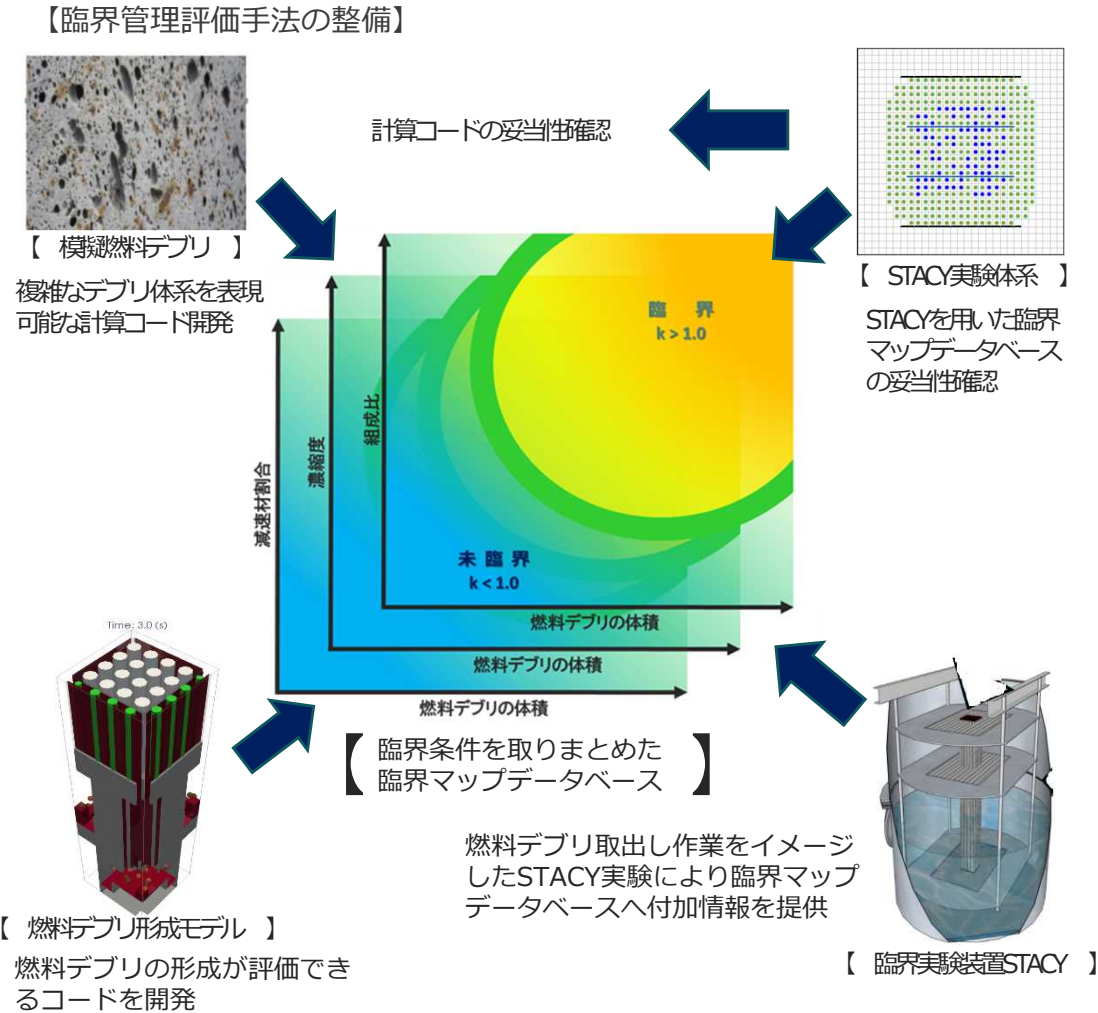 【臨界管理評価手法の整備】
計算コードの妥当性確認
【 模擬燃料デブリ 】
複雑なデブリ体系を表現
可能な計算コード開発
【 STACY実験体系 】
STACYを用いた臨界
マップデータベース
の妥当性確認
臨 界
k > 1.0
組成比
濃縮度
減速材割合
未 臨 界
k < 1.0
燃料デブリの体積
燃料デブリの体積
燃料デブリの体積
【 臨界条件を取りまとめた
臨界マップデータベース 】
Time: 3.0 (s)
【 燃料デブリ形成モデル 】
燃料デブリの形成が評価でき
るコードを開発
燃料デブリ取出し作業をイメージ
したSTACY実験により臨界マップ
データベースへ付加情報を提供
【 臨界実験装置STACY 】